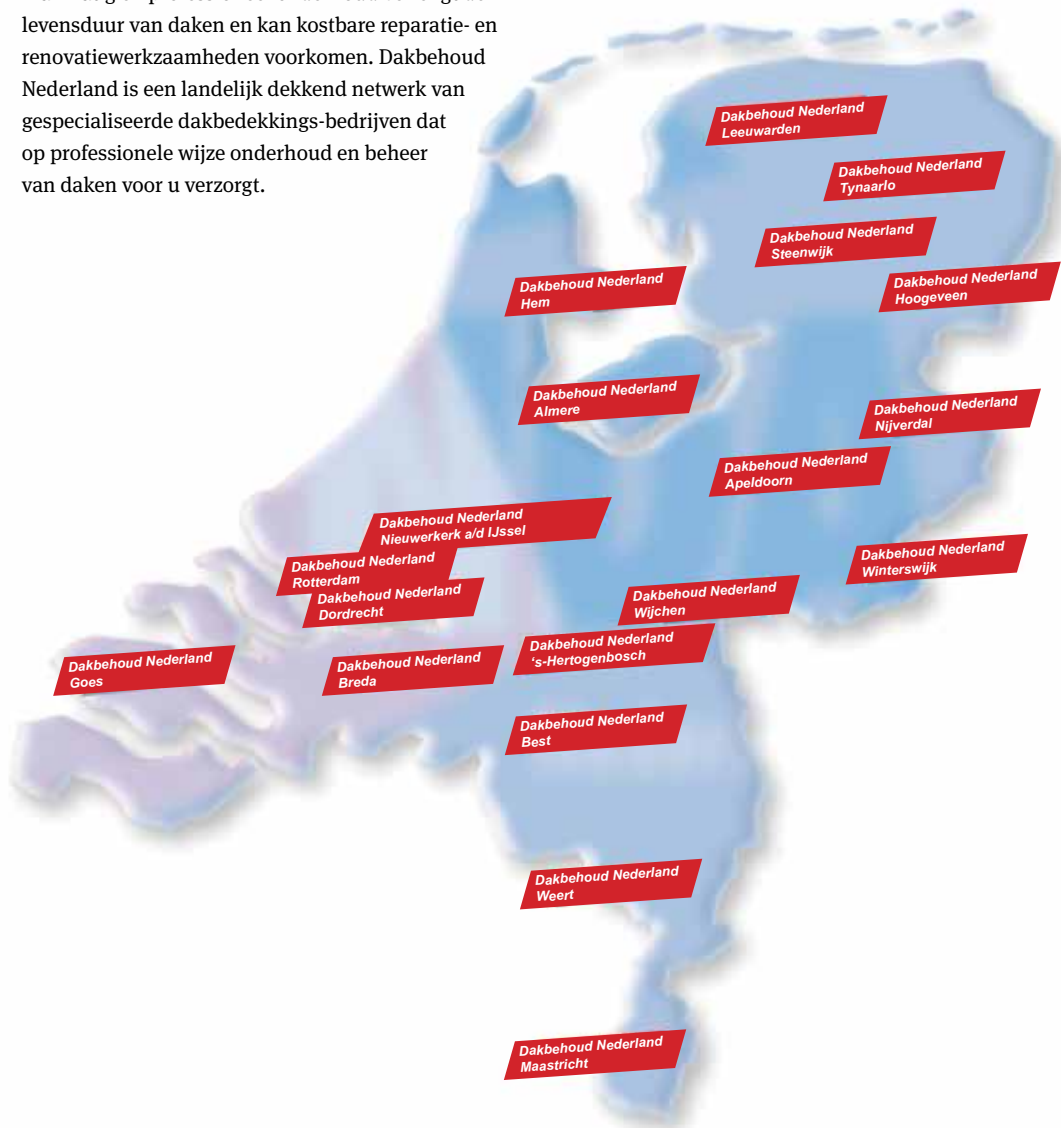 levensduur van daken en kan kostbare reparatie- en
renovatiewerkzaamheden voorkomen. Dakbehoud
Nederland is een landelijk dekkend netwerk van
gespecialiseerde dakbedekkings-bedrijven dat
op professionele wijze onderhoud en beheer
van daken voor u verzorgt.
Dakbehoud Nederland
Leeuwarden
Dakbehoud Nederland
Tynaarlo
Dakbehoud Nederland
Steenwijk
Dakbehoud Nederland
Hoogeveen
Dakbehoud Nederland
Hem
Dakbehoud Nederland
Almere
Dakbehoud Nederland
Nijverdal
Dakbehoud Nederland
Apeldoorn
Dakbehoud Nederland
Nieuwerkerk a/d IJssel
Dakbehoud Nederland
Rotterdam
Dakbehoud Nederland
Dordrecht
Dakbehoud Nederland
Winterswijk
Dakbehoud Nederland
Wijchen
Dakbehoud Nederland
's-Hertogenbosch
Dakbehoud Nederland
Goes
Dakbehoud Nederland
Breda
Dakbehoud Nederland
Best
Dakbehoud Nederland
Weert
Dakbehoud Nederland
Maastricht